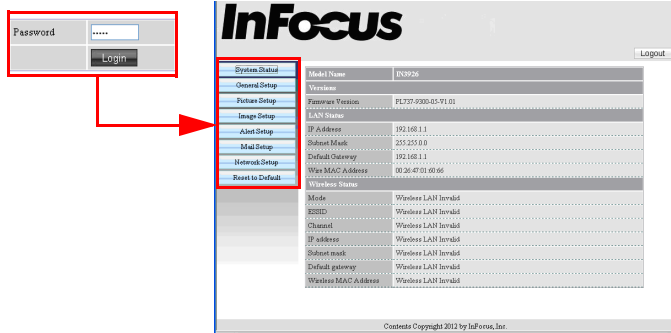 Password •••••
Login
InFocus
Logout
System Status
General Setup
Picture Setup
Image Setup
Alert Setup
Mail Setup
Network Setup
Reset to Default
Model Name IN3926
Versions
Firmware Version PL737-9300-05-V1.01
LAN Status
IP Address 192.168.1.1
Subnet Mask 255.255.0.0
Default Gateway 192.168.1.1
Wire MAC Address 00:26:47:01:60:66
Wireless Status
Mode Wireless LAN Invalid
ESSID Wireless LAN Invalid
Channel Wireless LAN Invalid
IP address Wireless LAN Invalid
Subnet mask Wireless LAN Invalid
Default gateway Wireless LAN Invalid
Wireless MAC Address Wireless LAN Invalid
Contents Copyright 2012 by InFocus, Inc.